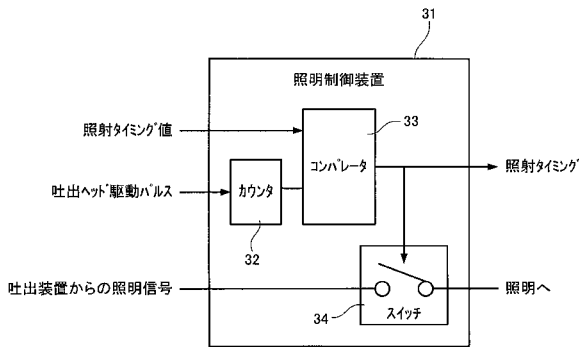 31
照明制御装置
照射タイミング値
33
コンパレータ
照射タイミング
吐出ヘッド駆動パルス
カウンタ
32
吐出装置からの照明信号
照明へ
34
スイッチ